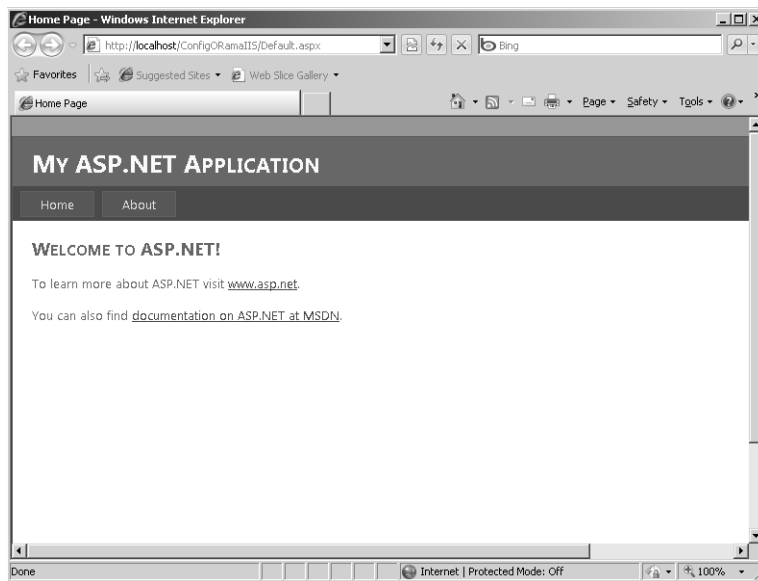 Home Page - Windows Internet Explorer
http://localhost/ConfigORamaIIS/Default.aspx
Bing
Favorites
Suggested Sites
Web Slice Gallery
Home Page
Page
Safety
Tools
MY ASP.NET APPLICATION
Home
About
WELCOME TO ASP.NET!
To learn more about ASP.NET visit www.asp.net.
You can also find documentation on ASP.NET at MSDN.
Done
Internet | Protected Mode: Off
100%